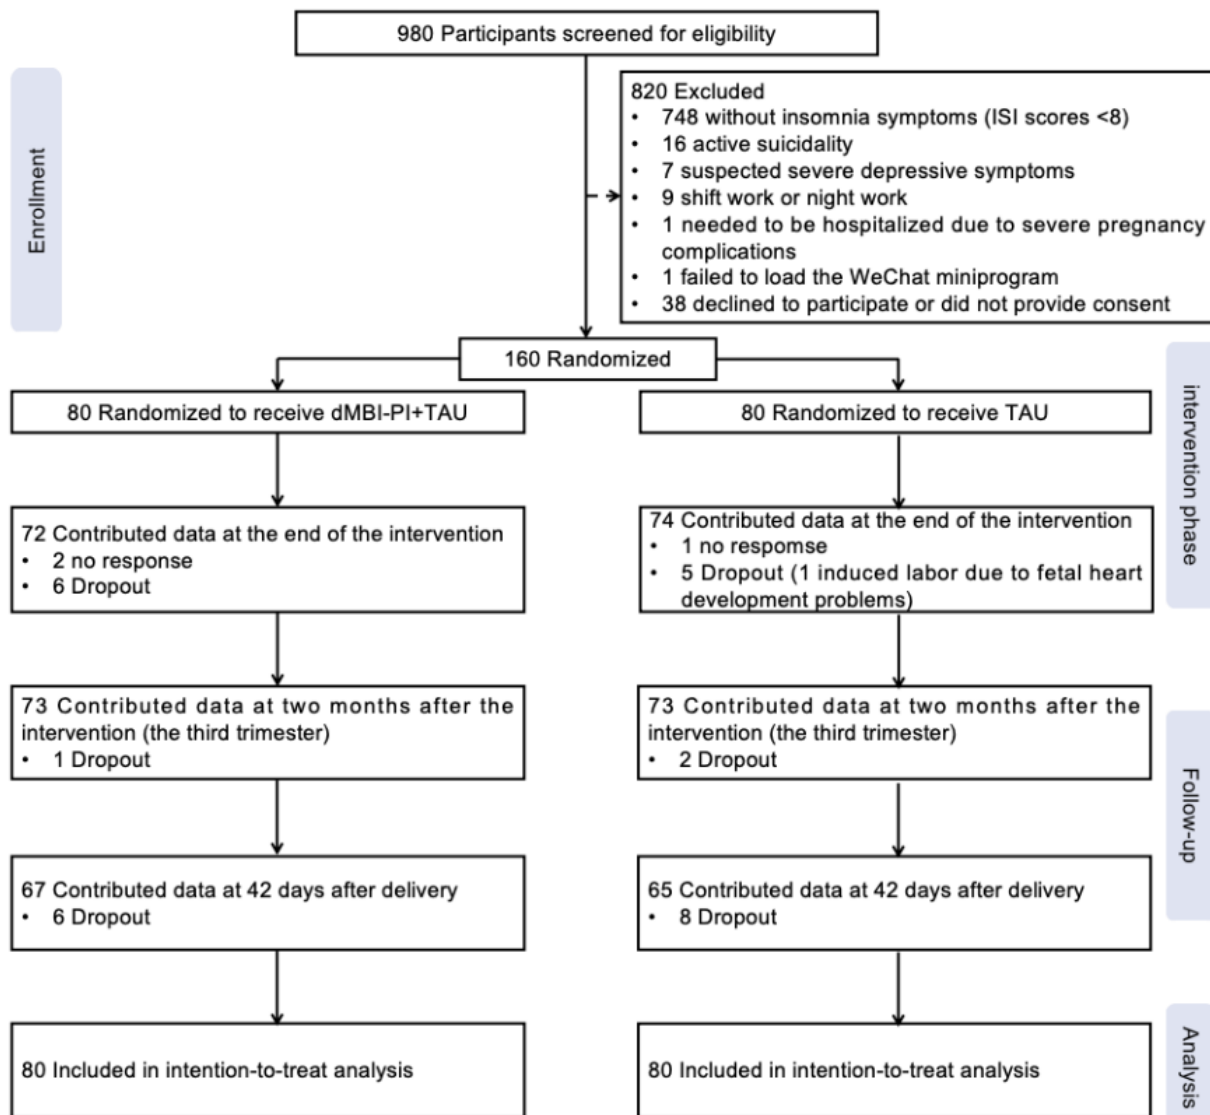 980 Participants screened for eligibility
Enrollment
820 Excluded
• 748 without insomnia symptoms (ISI scores <8)
• 16 active suicidality
• 7 suspected severe depressive symptoms
• 9 shift work or night work
• 1 needed to be hospitalized due to severe pregnancy
complications
• 1 failed to load the WeChat miniprogram
• 38 declined to participate or did not provide consent
160 Randomized
intervention phase
80 Randomized to receive dMBI-PI+TAU
80 Randomized to receive TAU
72 Contributed data at the end of the intervention
• 2 no response
• 6 Dropout
74 Contributed data at the end of the intervention
• 1 no respomse
• 5 Dropout (1 induced labor due to fetal heart
development problems)
73 Contributed data at two months after the
intervention (the third trimester)
• 1 Dropout
73 Contributed data at two months after the
intervention (the third trimester)
• 2 Dropout
Follow-up
67 Contributed data at 42 days after delivery
• 6 Dropout
65 Contributed data at 42 days after delivery
• 8 Dropout
80 Included in intention-to-treat analysis
80 Included in intention-to-treat analysis
Analysis